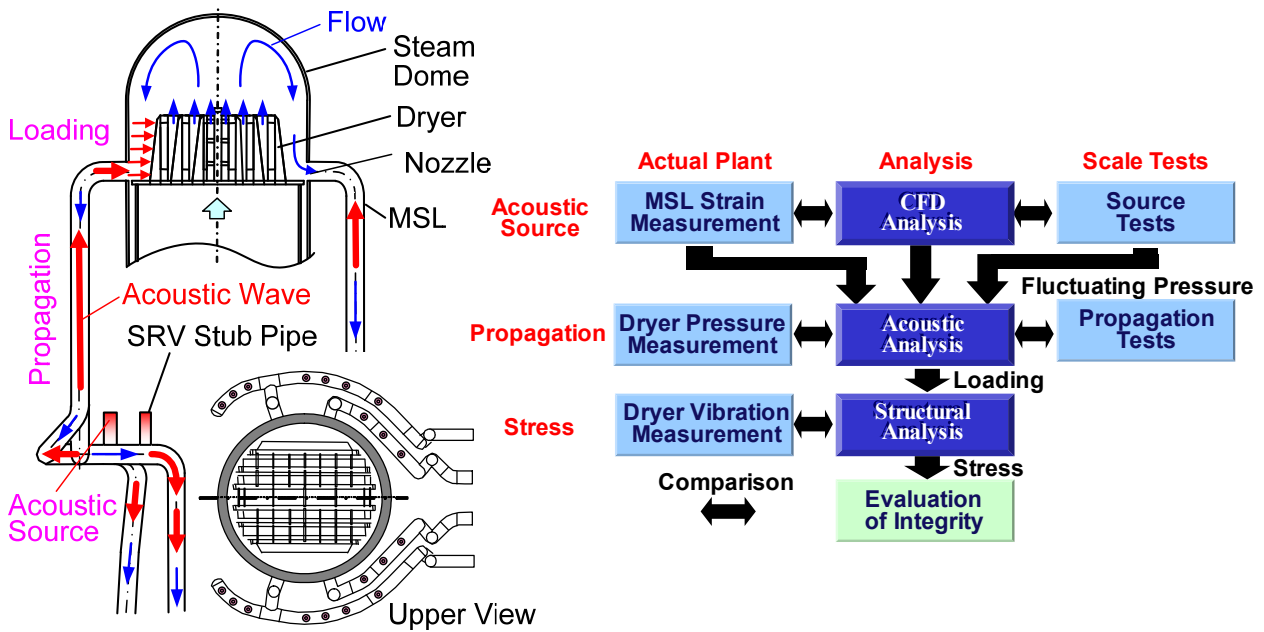 Flow
Steam
Dome
Dryer
Loading
Nozzle
MSL
Propagation
Acoustic Wave
SRV Stub Pipe
Acoustic
Source
Upper View
Actual Plant
Analysis
Scale Tests
Acoustic
Source
MSL Strain
Measurement
CFD
Analysis
Source
Tests
Fluctuating Pressure
Propagation
Dryer Pressure
Measurement
Acoustic
Analysis
Propagation
Tests
Loading
Stress
Dryer Vibration
Measurement
Structural
Analysis
Stress
Comparison
Evaluation
of Integrity